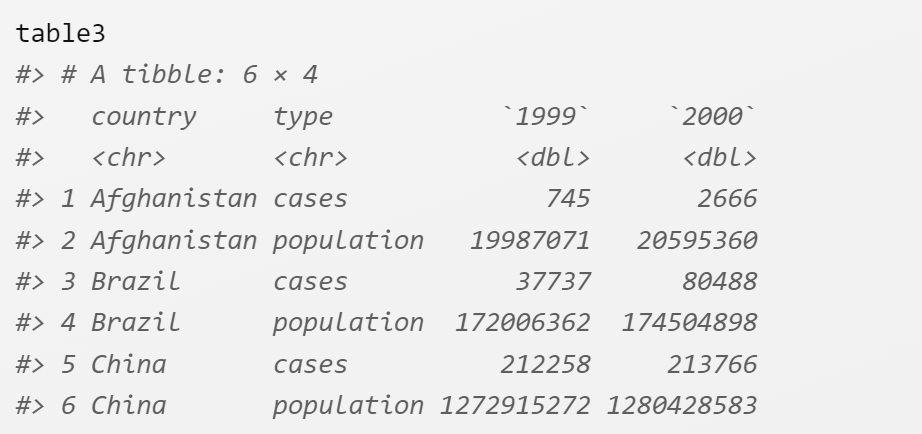 table3
#> # A tibble: 6 × 4
#>   country     type           `1999`     `2000`
#>   <chr>       <chr>           <dbl>      <dbl>
#> 1 Afghanistan cases             745       2666
#> 2 Afghanistan population   19987071   20595360
#> 3 Brazil      cases           37737      80488
#> 4 Brazil      population  172006362  174504898
#> 5 China       cases          212258     213766
#> 6 China       population 1272915272 1280428583